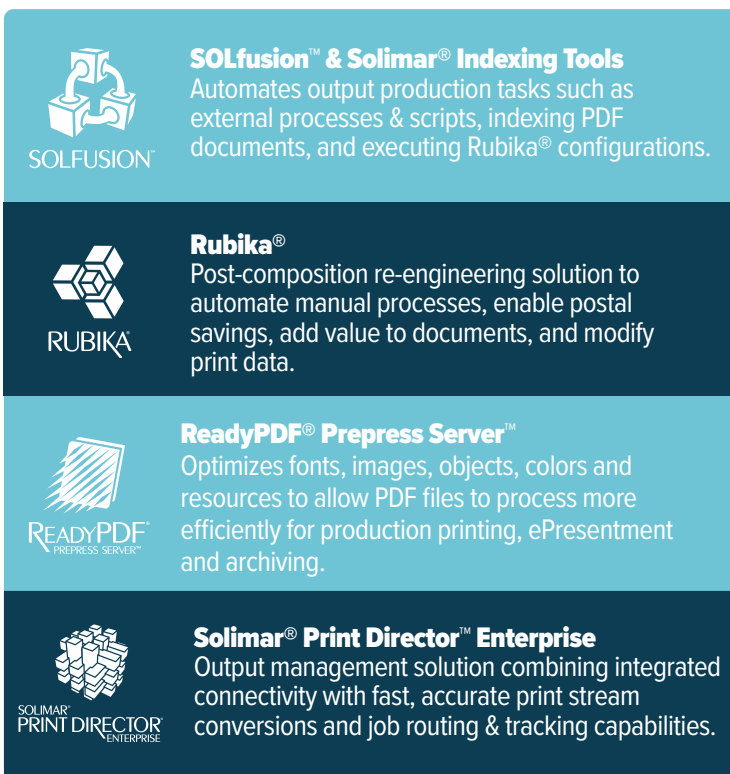 SOLfusion™ & Solimar® Indexing Tools
Automates output production tasks such as
external processes & scripts, indexing PDF
documents, and executing Rubika® configurations.
SOLFUSION™
Rubika®
Post-composition re-engineering solution to
automate manual processes, enable postal
savings, add value to documents, and modify
print data.
RUBIKA®
ReadyPDF® Prepress Server™
Optimizes fonts, images, objects, colors and
resources to allow PDF files to process more
efficiently for production printing, ePresentment
and archiving.
READYPDF®
PREPRESS SERVER™
Solimar® Print Director™ Enterprise
Output management solution combining integrated
connectivity with fast, accurate print stream
conversions and job routing & tracking capabilities.
SOLIMAR®
PRINT DIRECTOR®
ENTERPRISE